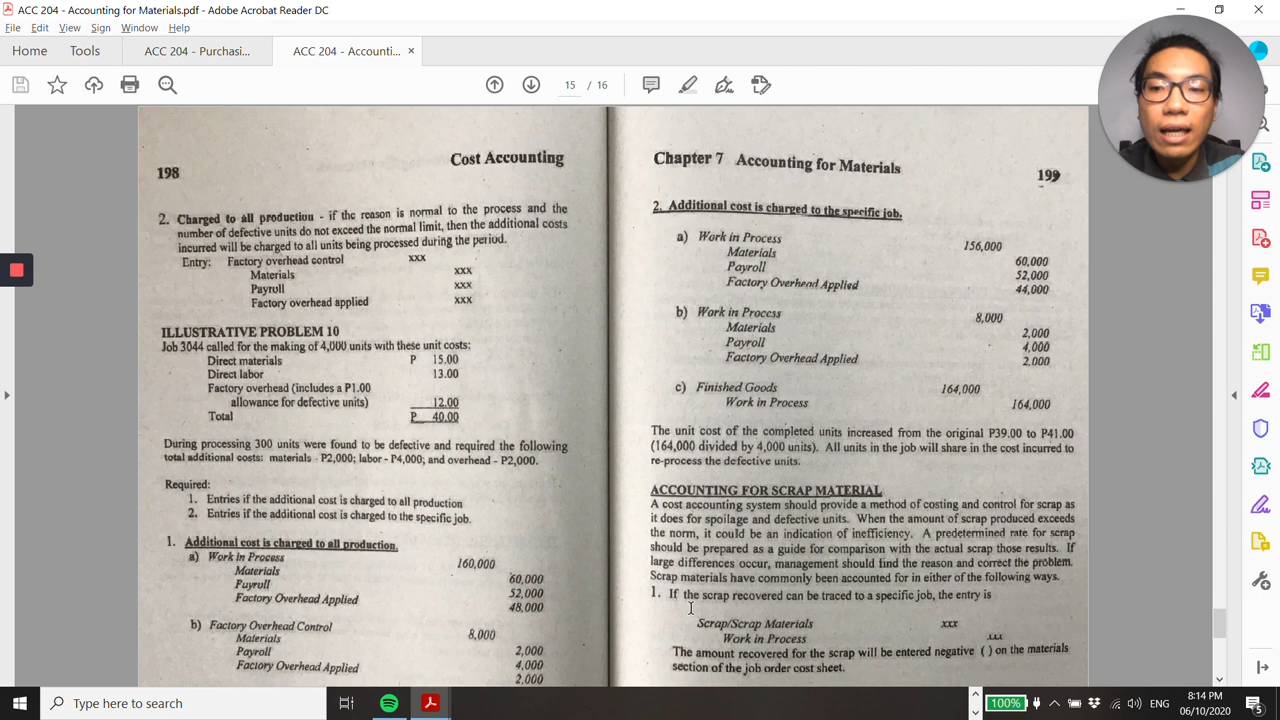 ACC 204 - Accounting for Materials.pdf - Adobe Acrobat Reader DC
File Edit View Sign Window Help
Home Tools ACC 204 - Purchasi... ACC 204 - Accounti... ×
15 / 16
198 Cost Accounting
2. Charged to all production - if the reason is normal to the process and the
number of defective units do not exceed the normal limit, then the additional costs
incurred will be charged to all units being processed during the period.
Entry: Factory overhead control xxx
Materials xxx
Payroll xxx
Factory overhead applied xxx
ILLUSTRATIVE PROBLEM 10
Job 3044 called for the making of 4,000 units with these unit costs:
Direct materials P 15.00
Direct labor 13.00
Factory overhead (includes a P1.00
allowance for defective units) 12.00
Total P 40.00
During processing 300 units were found to be defective and required the following
total additional costs: materials - P2,000; labor - P4,000; and overhead - P2,000.
Required:
1. Entries if the additional cost is charged to all production
2. Entries if the additional cost is charged to the specific job.
1. Additional cost is charged to all production.
a) Work in Process 160,000
Materials 60,000
Payroll 52,000
Factory Overhead Applied 48,000
b) Factory Overhead Control 8,000
Materials 2,000
Payroll 4,000
Factory Overhead Applied 2,000
Chapter 7 Accounting for Materials 199
2. Additional cost is charged to the specific job.
a) Work in Process 156,000
Materials 60,000
Payroll 52,000
Factory Overhead Applied 44,000
b) Work in Process 8,000
Materials 2,000
Payroll 4,000
Factory Overhead Applied 2,000
c) Finished Goods 164,000
Work in Process 164,000
The unit cost of the completed units increased from the original P39.00 to P41.00
(164,000 divided by 4,000 units). All units in the job will share in the cost incurred to
re-process the defective units.
ACCOUNTING FOR SCRAP MATERIAL
A cost accounting system should provide a method of costing and control for scrap as
it does for spoilage and defective units. When the amount of scrap produced exceeds
the norm, it could be an indication of inefficiency. A predetermined rate for scrap
should be prepared as a guide for comparison with the actual scrap those results. If
large differences occur, management should find the reason and correct the problem.
Scrap materials have commonly been accounted for in either of the following ways.
1. If the scrap recovered can be traced to a specific job, the entry is
Scrap/Scrap Materials xxx
Work in Process xxx
The amount recovered for the scrap will be entered negative ( ) on the materials
section of the job order cost sheet.
Type here to search
100% ENG 8:14 PM
06/10/2020 5